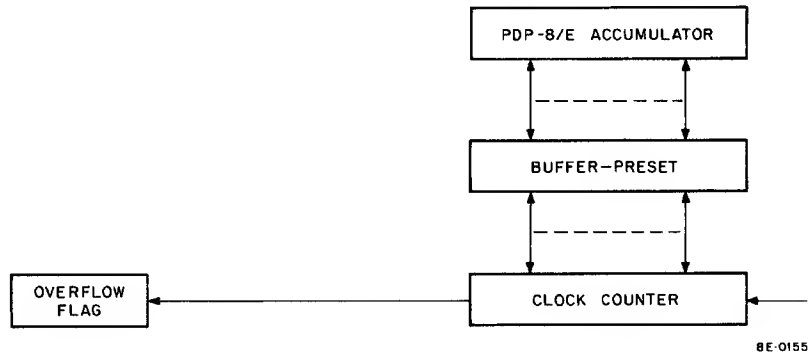 PDP-8/E ACCUMULATOR
BUFFER-PRESET
OVERFLOW
FLAG
CLOCK COUNTER
8E-0155